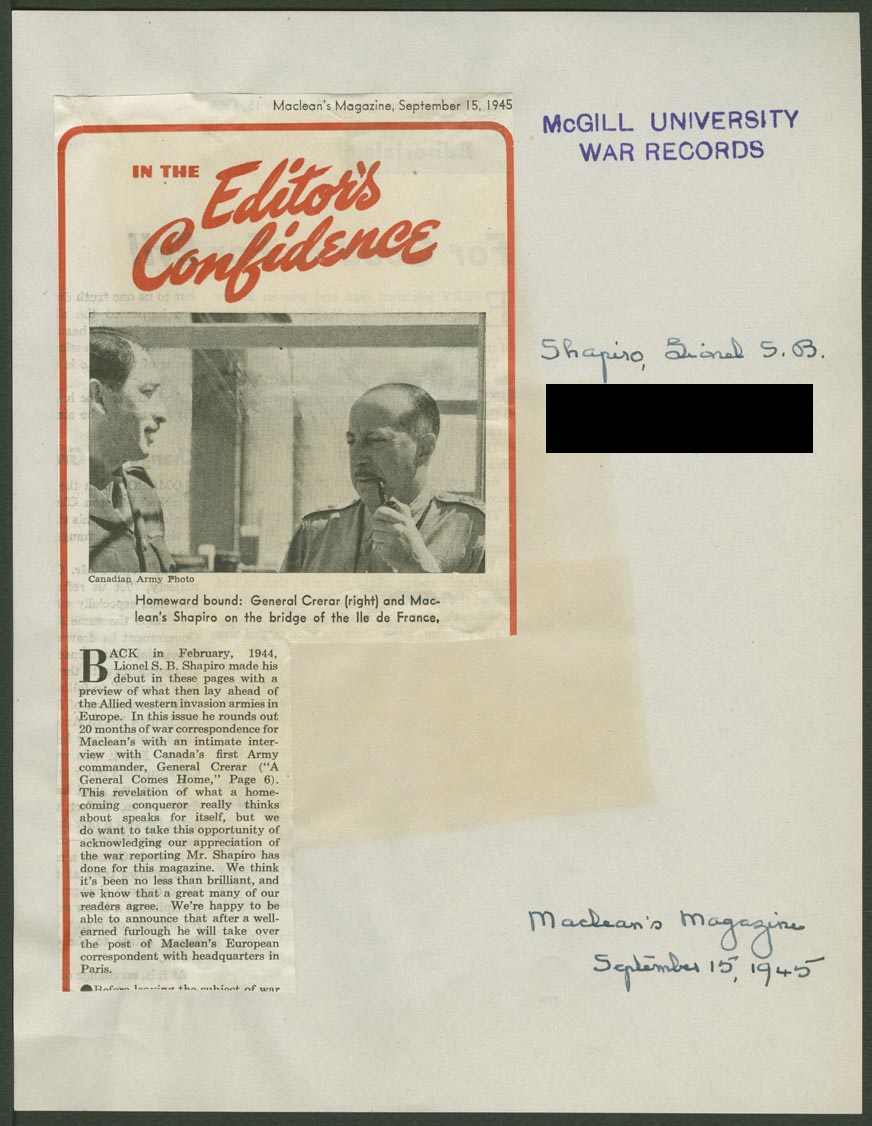 Maclean's Magazine, September 15, 1945
McGILL UNIVERSITY
WAR RECORDS
IN THE Editor's
Confidence
Shapiro, Lionel S. B.
Canadian Army Photo
Homeward bound: General Crerar (right) and Mac-
lean's Shapiro on the bridge of the Ile de France.
BACK in February, 1944,
Lionel S. B. Shapiro made his
debut in these pages with a
preview of what then lay ahead of
the Allied western invasion armies in
Europe. In this issue he rounds out
20 months of war correspondence for
Maclean's with an intimate inter-
view with Canada's first Army
commander, General Crerar ("A
General Comes Home," Page 6).
This revelation of what a home-
coming conqueror really thinks
about speaks for itself, but we
do want to take this opportunity of
acknowledging our appreciation of
the war reporting Mr. Shapiro has
done for this magazine. We think
it's been no less than brilliant, and
we know that a great many of our
readers agree. We're happy to be
able to announce that after a well-
earned furlough he will take over
the post of Maclean's European
correspondent with headquarters in
Paris.
●Before leaving the subject of war
Maclean's Magazine
September 15, 1945